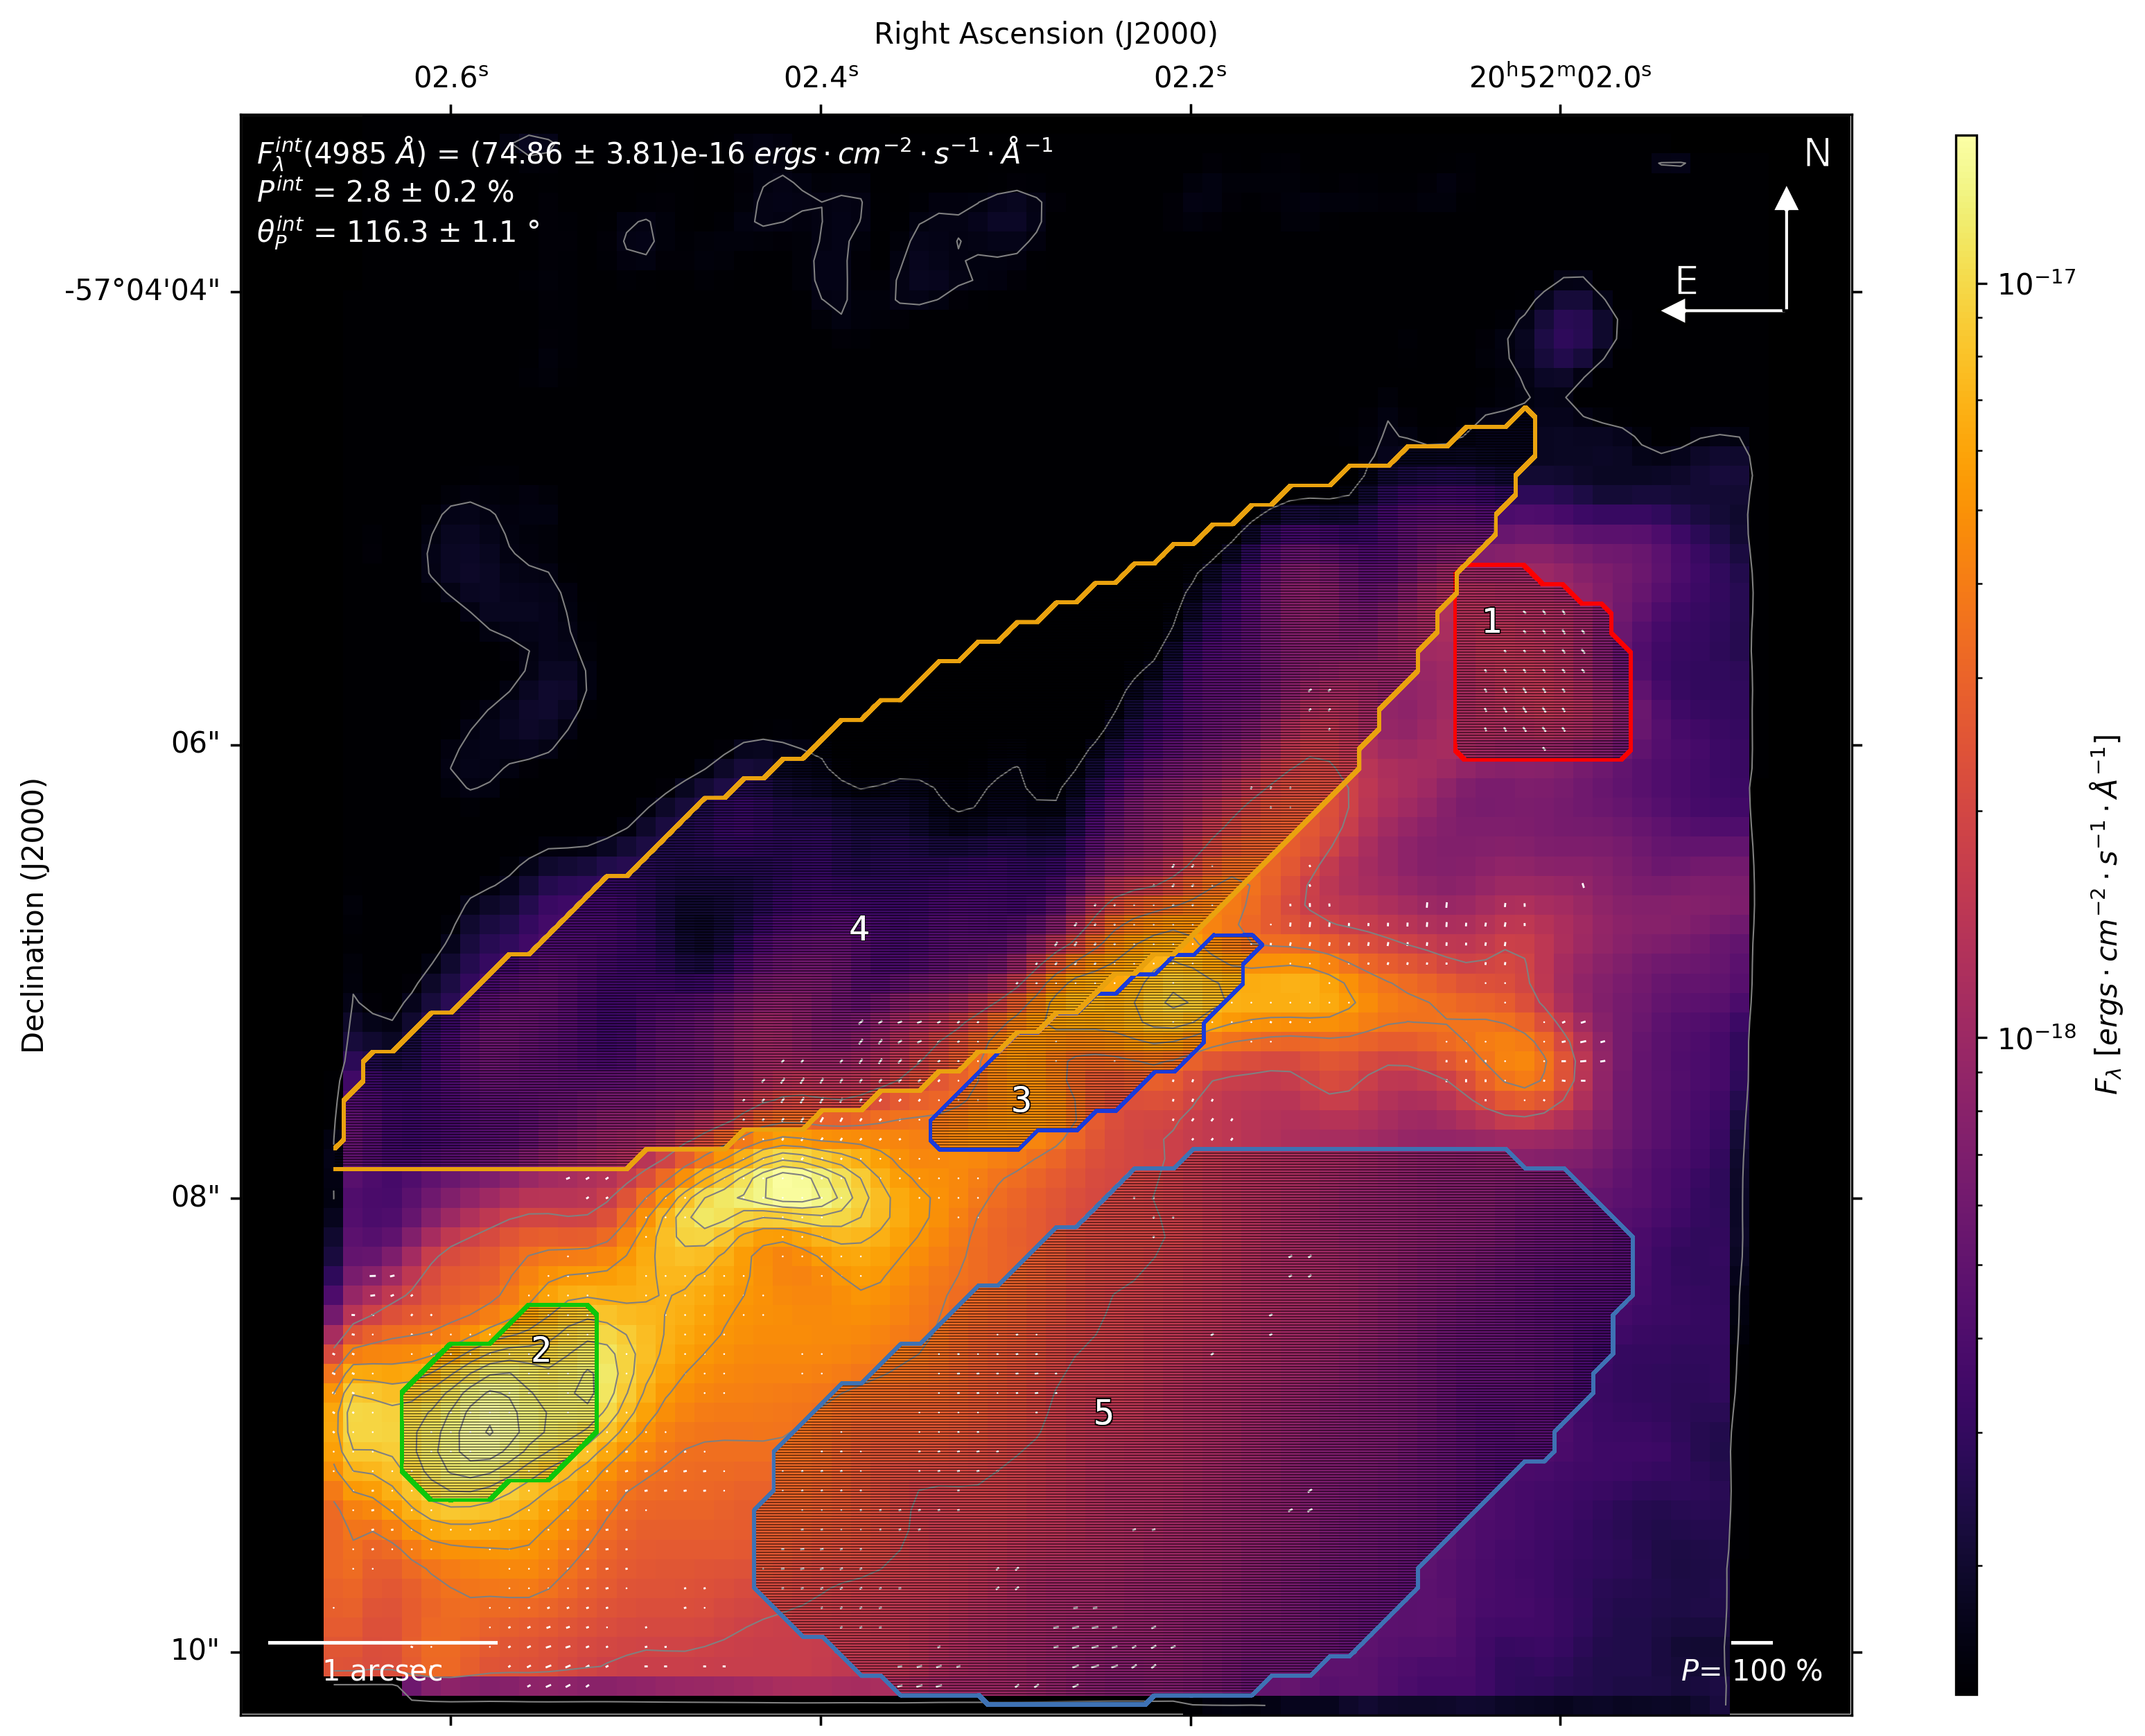 Right Ascension (J2000)
02.6ˢ 02.4ˢ 02.2ˢ 20ʰ52ᵐ02.0ˢ
F_λ^int(4985 Å) = (74.86 ± 3.81)e-16 ergs · cm⁻² · s⁻¹ · Å⁻¹
P^int = 2.8 ± 0.2 %
θ_P^int = 116.3 ± 1.1 °
N
E
-57°04'04"
06"
08"
10"
Declination (J2000)
1
2
3
4
5
1 arcsec
P= 100 %
10⁻¹⁷
10⁻¹⁸
F_λ [ergs · cm⁻² · s⁻¹ · Å⁻¹]